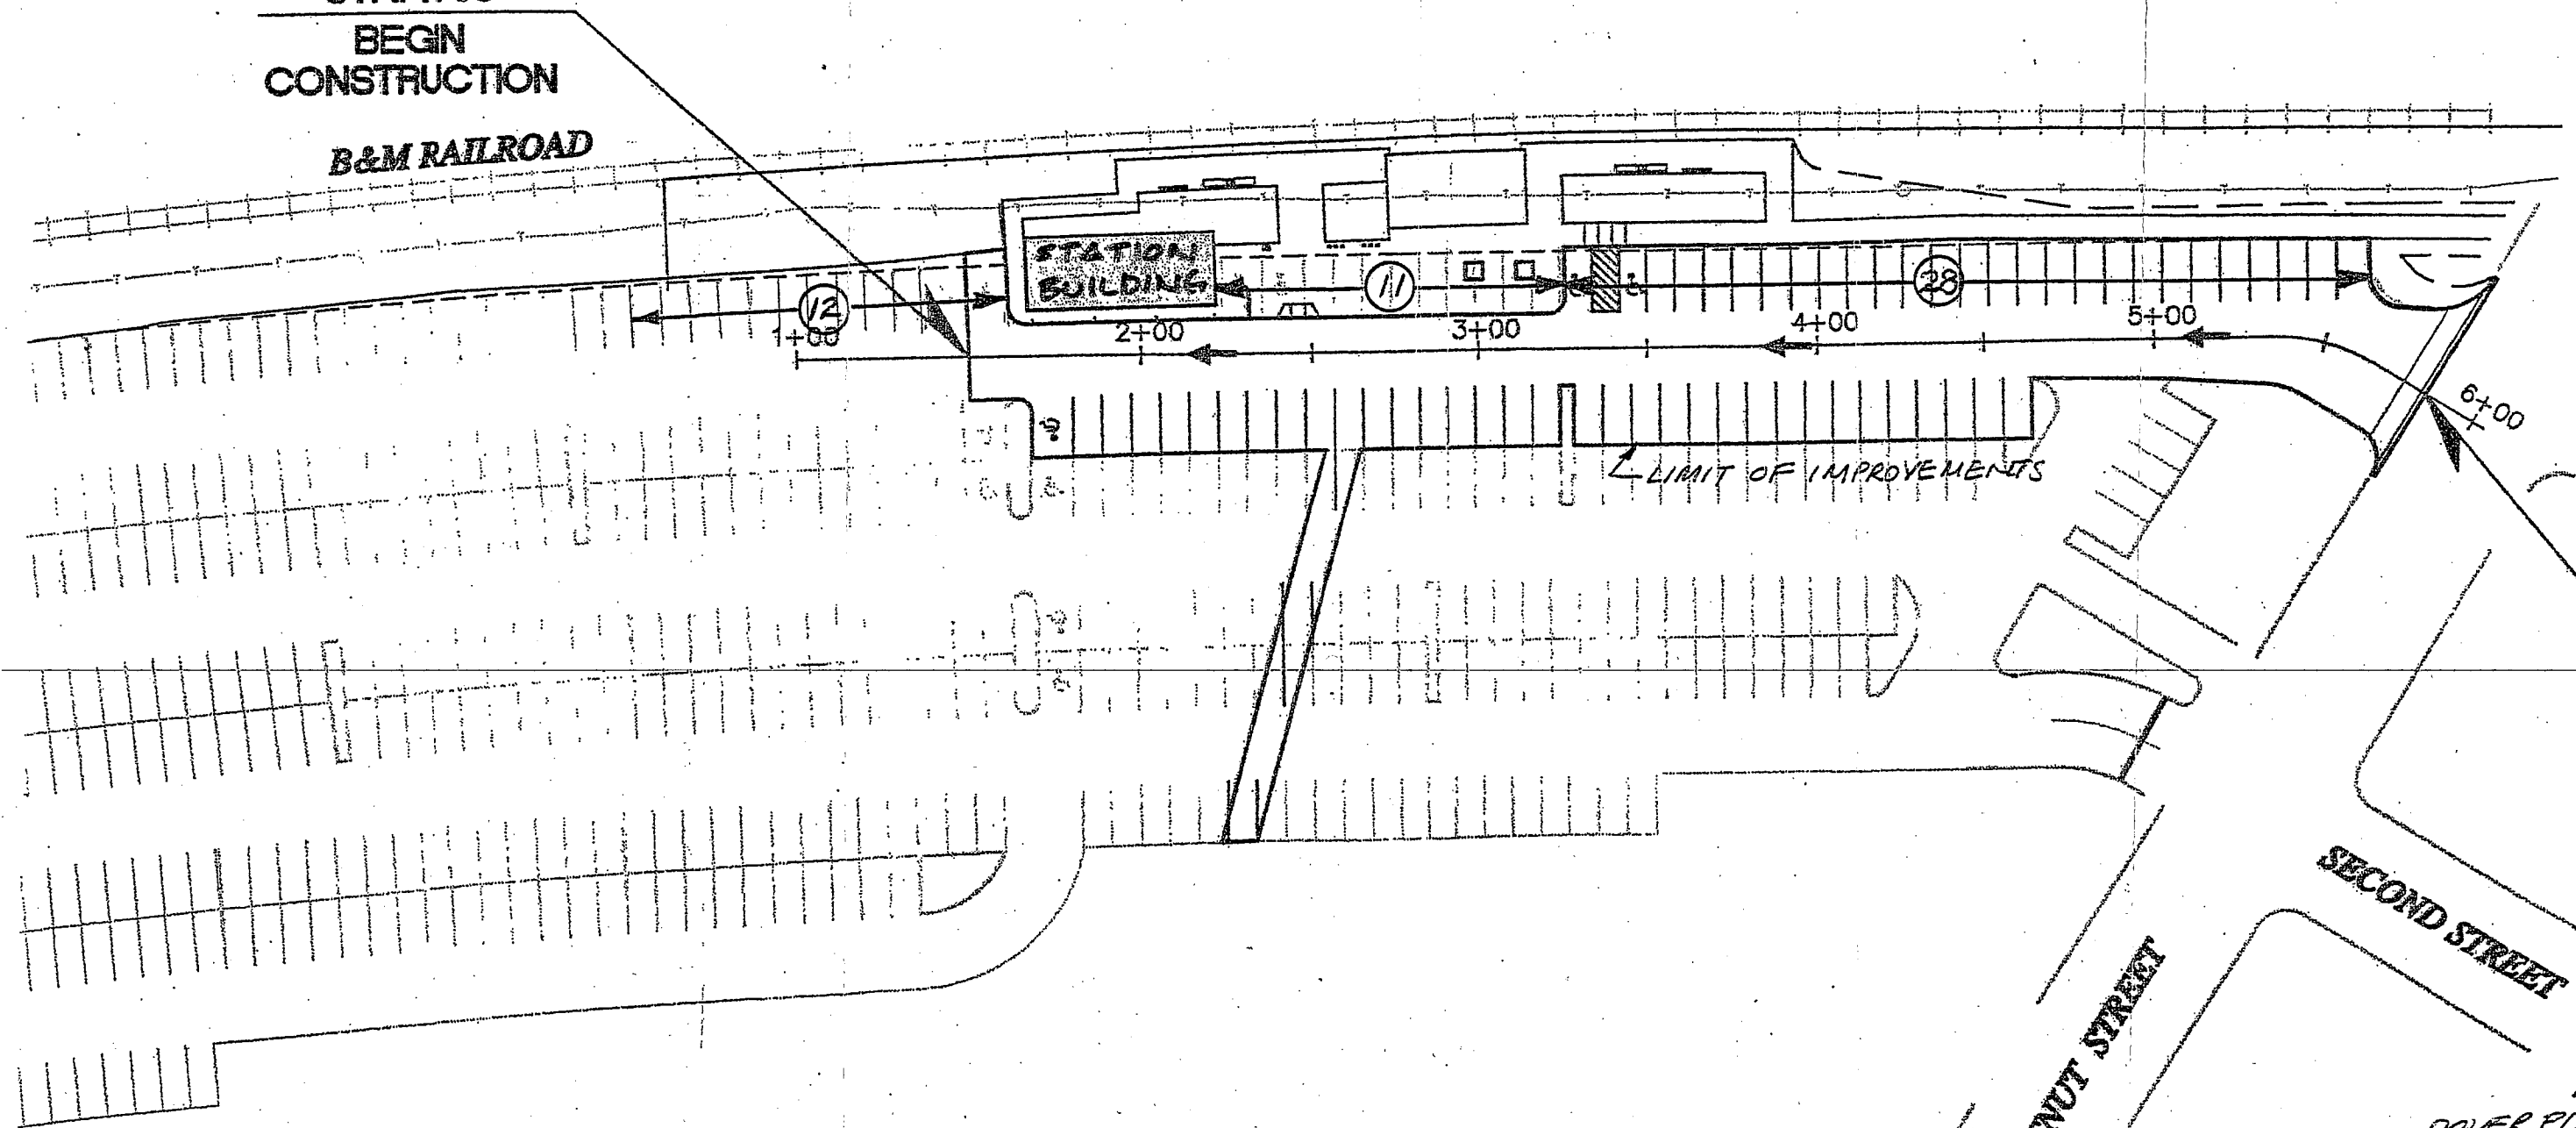 BEGIN
CONSTRUCTION
B&M RAILROAD
STATION
BUILDING
12
11
28
1+00
2+00
3+00
4+00
5+00
6+00
LIMIT OF IMPROVEMENTS
SECOND STREET
STREET